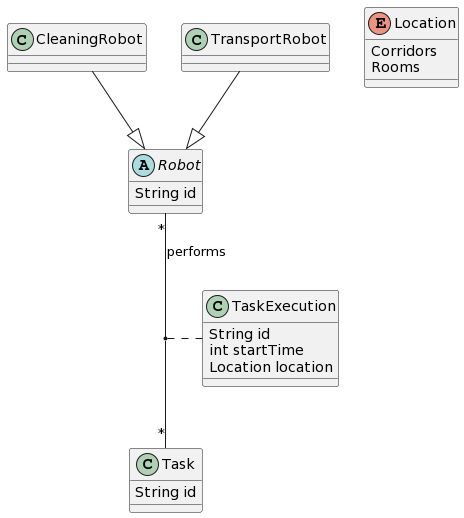 C CleaningRobot
C TransportRobot
E Location
Corridors
Rooms
A Robot
String id
*
performs
C TaskExecution
String id
int startTime
Location location
*
C Task
String id